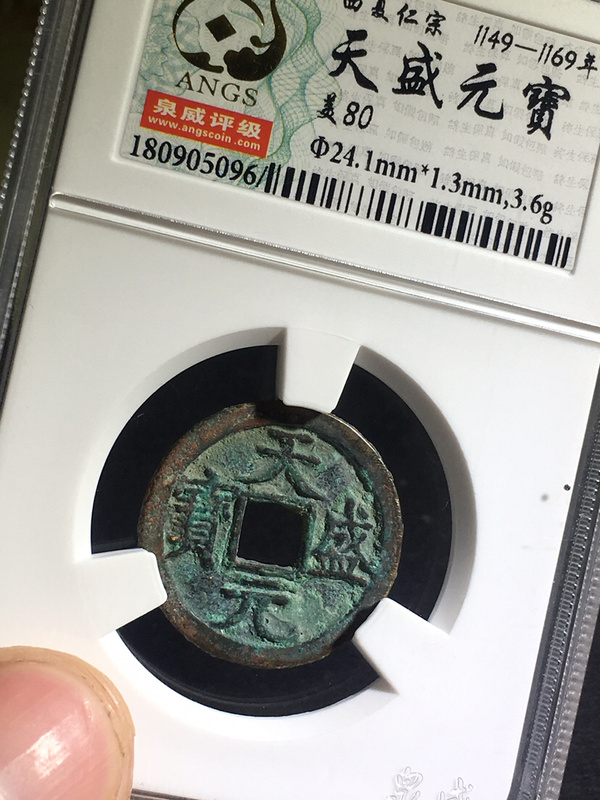 西夏仁宗 1149—1169年
天盛元寶
美80
ANGS
泉威评级
www.angscoin.com
Φ24.1mm*1.3mm,3.6g
180905096/
天
寶 盛
元